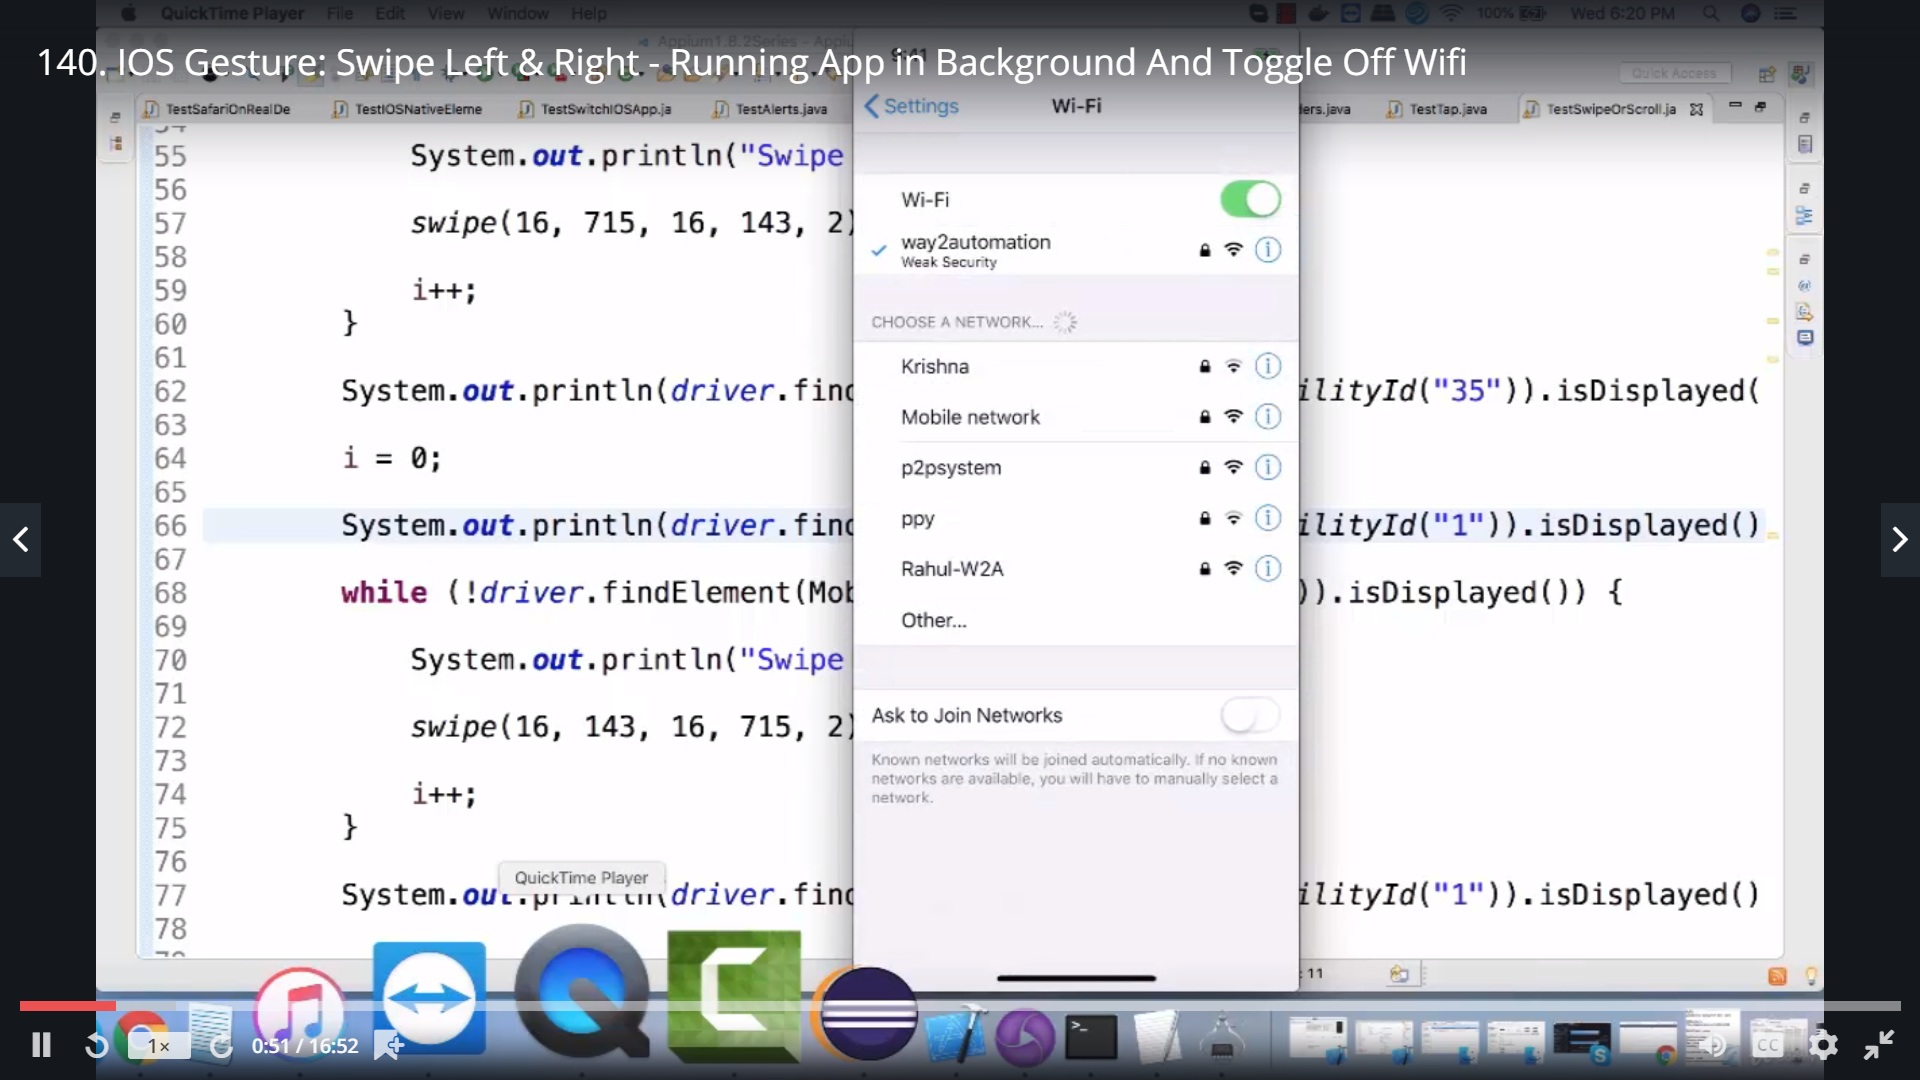 QuickTime Player File Edit View Window Help 100% Wed 6:20 PM
140. IOS Gesture: Swipe Left & Right - Running App in Background And Toggle Off Wifi
Quick Access
TestSafariOnRealDe TestIOSNativeEleme TestSwitchIOSApp.ja TestAlerts.java ders.java TestTap.java TestSwipeOrScroll.ja
Settings Wi-Fi
Wi-Fi
way2automation
Weak Security
CHOOSE A NETWORK...
Krishna
Mobile network
p2psystem
ppy
Rahul-W2A
Other...
Ask to Join Networks
Known networks will be joined automatically. If no known
networks are available, you will have to manually select a
network.
55 System.out.println("Swipe
56
57 swipe(16, 715, 16, 143, 2)
58
59 i++;
60 }
61
62 System.out.println(driver.find ilityId("35")).isDisplayed(
63
64 i = 0;
65
66 System.out.println(driver.find ilityId("1")).isDisplayed()
67
68 while (!driver.findElement(Mob )).isDisplayed()) {
69
70 System.out.println("Swipe
71
72 swipe(16, 143, 16, 715, 2)
73
74 i++;
75 }
76
QuickTime Player
77 System.out.println(driver.find ilityId("1")).isDisplayed()
78
: 11
1×
0:51 / 16:52
CC